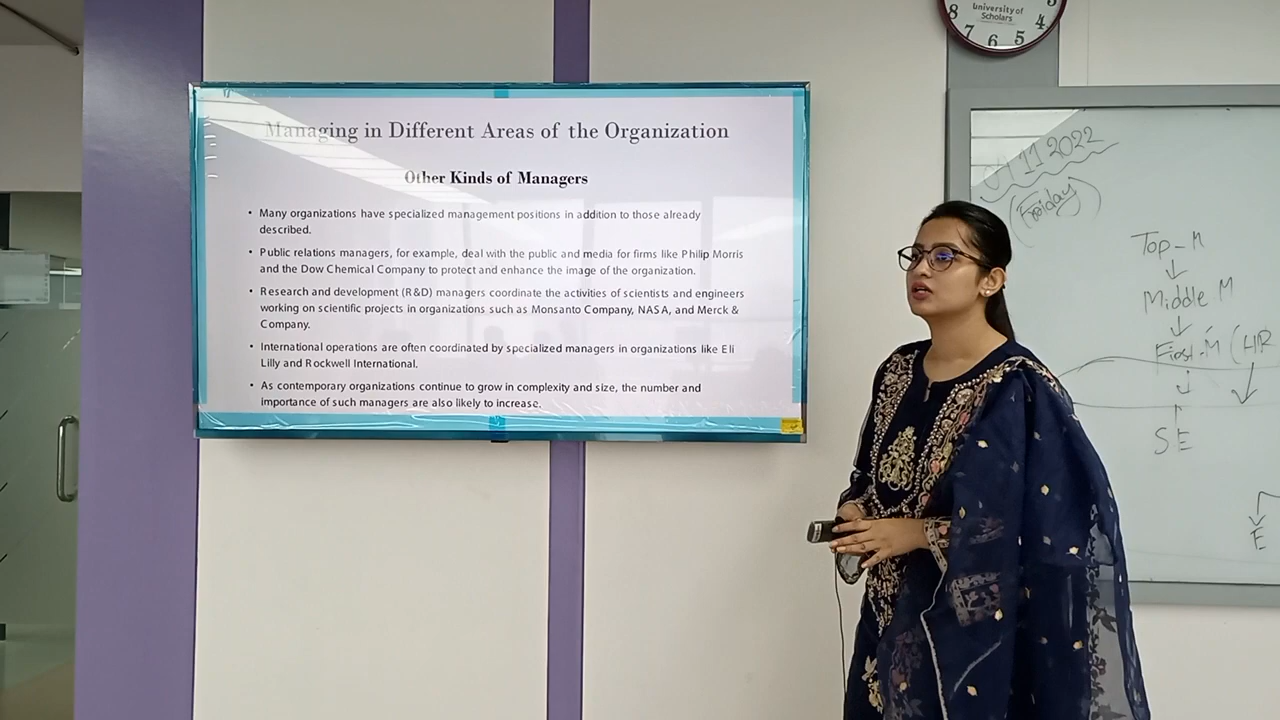 Managing in Different Areas of the Organization
Other Kinds of Managers
• Many organizations have specialized management positions in addition to those already
described.
• Public relations managers, for example, deal with the public and media for firms like Philip Morris
and the Dow Chemical Company to protect and enhance the image of the organization.
• Research and development (R&D) managers coordinate the activities of scientists and engineers
working on scientific projects in organizations such as Monsanto Company, NASA, and Merck &
Company.
• International operations are often coordinated by specialized managers in organizations like Eli
Lilly and Rockwell International.
• As contemporary organizations continue to grow in complexity and size, the number and
importance of such managers are also likely to increase.
University of
Scholars
8 7 6 5 4
11 2022
Top-M
Middle M
First-M (HR
SE
E